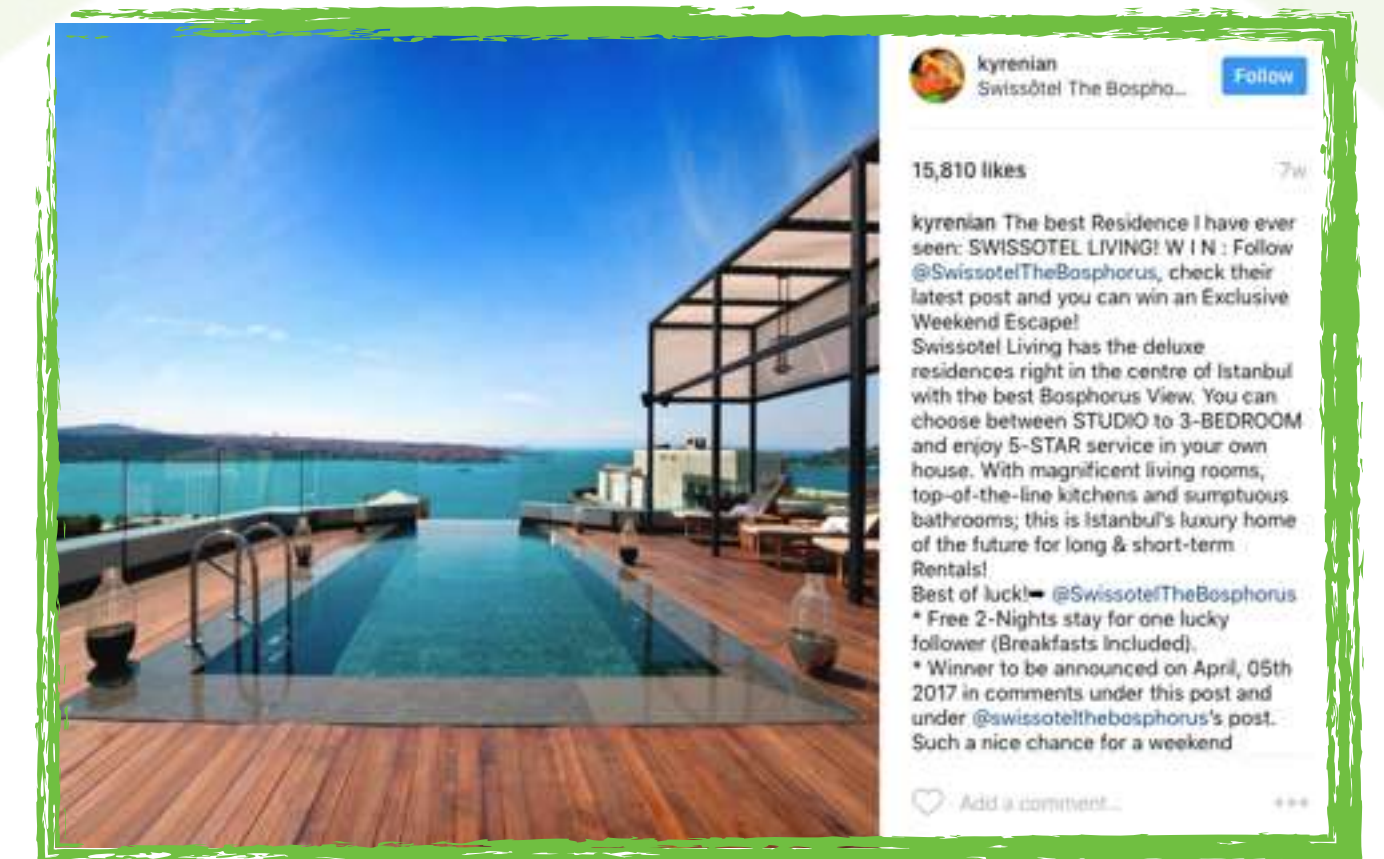 kyrenian
Swissôtel The Bospho...
Follow
15,810 likes
7w
kyrenian The best Residence I have ever
seen: SWISSOTEL LIVING! W I N : Follow
@SwissotelTheBosphorus, check their
latest post and you can win an Exclusive
Weekend Escape!
Swissotel Living has the deluxe
residences right in the centre of Istanbul
with the best Bosphorus View. You can
choose between STUDIO to 3-BEDROOM
and enjoy 5-STAR service in your own
house. With magnificent living rooms,
top-of-the-line kitchens and sumptuous
bathrooms; this is Istanbul's luxury home
of the future for long & short-term
Rentals!
Best of luck!➡ @SwissotelTheBosphorus
* Free 2-Nights stay for one lucky
follower (Breakfasts Included).
* Winner to be announced on April, 05th
2017 in comments under this post and
under @swissotelthebosphorus's post.
Such a nice chance for a weekend
Add a comment...